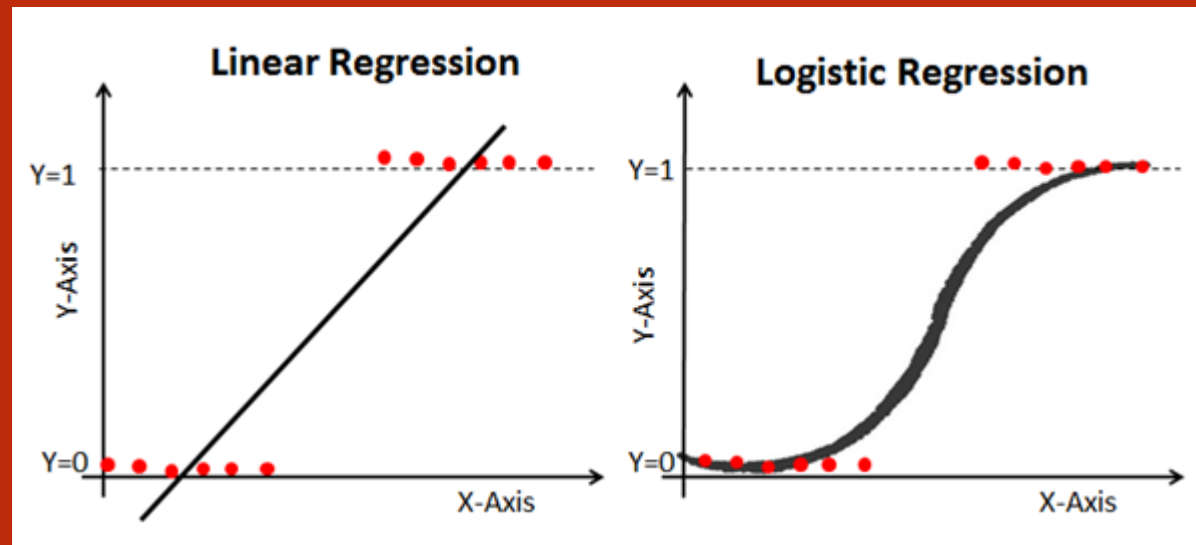 Linear Regression
Y=1
Y-Axis
Y=0
X-Axis
Logistic Regression
Y=1
Y-Axis
Y=0
X-Axis